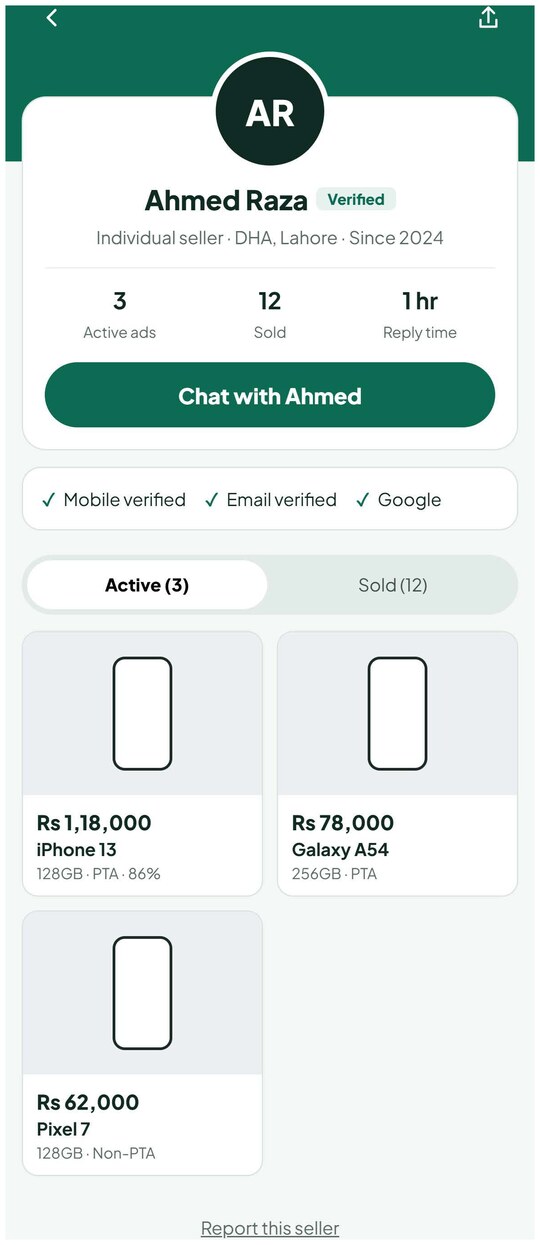 AR
Ahmed Raza Verified
Individual seller · DHA, Lahore · Since 2024
3 12 1 hr
Active ads Sold Reply time
Chat with Ahmed
✓ Mobile verified ✓ Email verified ✓ Google
Active (3) Sold (12)
Rs 1,18,000 Rs 78,000
iPhone 13 Galaxy A54
128GB · PTA · 86% 256GB · PTA
Rs 62,000
Pixel 7
128GB · Non-PTA
Report this seller